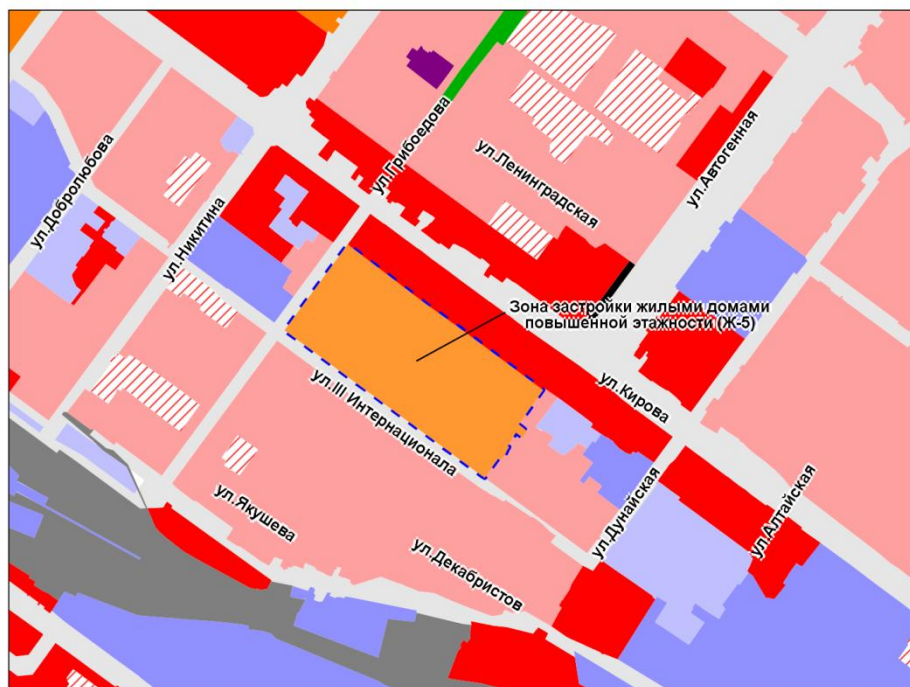 ул.Добролюбова
ул.Никитина
ул.Грибоедова
ул.Ленинградская
ул.Автогенная
Зона застройки жилыми домами
повышенной этажности (Ж-5)
ул.III Интернационала
ул.Кирова
ул.Якушева
ул.Декабристов
ул.Дунайская
ул.Алтайская